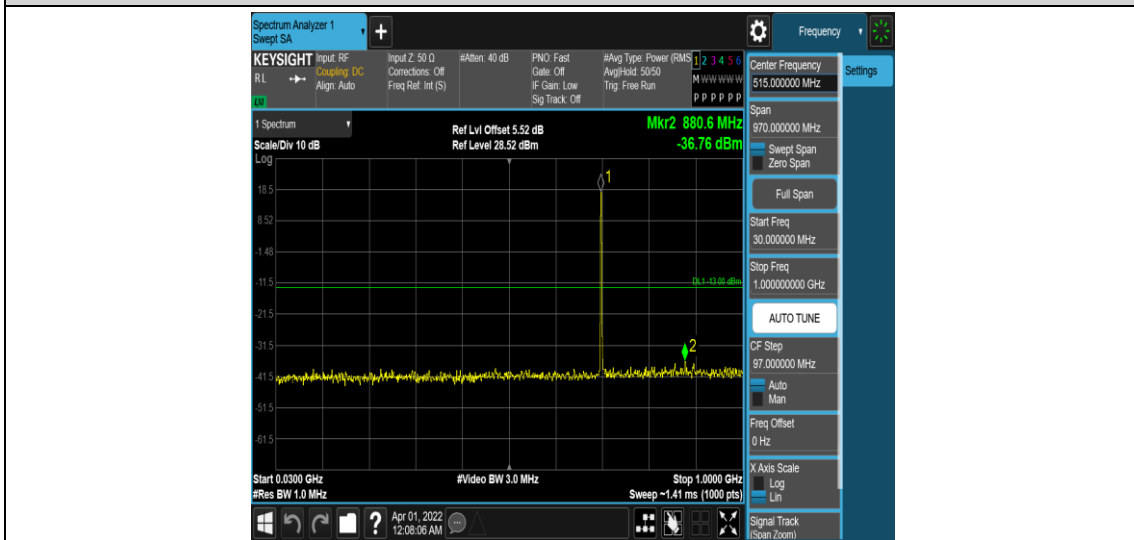 Spectrum Analyzer 1
Swept SA
+
Frequency
KEYSIGHT
RL
Input: RF
Coupling: DC
Align: Auto
Input Z: 50 Ω
Corrections: Off
Freq Ref: Int (S)
#Atten: 40 dB
PNO: Fast
Gate: Off
IF Gain: Low
Sig Track: Off
#Avg Type: Power (RMS
Avg|Hold: 50/50
Trig: Free Run
1 2 3 4 5 6
M W W W W W
P P P P P P
Center Frequency
515.000000 MHz
Settings
1 Spectrum
Scale/Div 10 dB
Ref Lvl Offset 5.52 dB
Ref Level 28.52 dBm
Mkr2 880.6 MHz
-36.76 dBm
Log
1
18.5
8.52
-1.48
-11.5
DL1 -13.00 dBm
-21.5
-31.5
2
-41.5
-51.5
-61.5
Start 0.0300 GHz
#Res BW 1.0 MHz
#Video BW 3.0 MHz
Stop 1.0000 GHz
Sweep ~1.41 ms (1000 pts)
Span
970.000000 MHz
Swept Span
Zero Span
Full Span
Start Freq
30.000000 MHz
Stop Freq
1.000000000 GHz
AUTO TUNE
CF Step
97.000000 MHz
Auto
Man
Freq Offset
0 Hz
X Axis Scale
Log
Lin
Signal Track
(Span Zoom)
?
Apr 01, 2022
12:08:06 AM